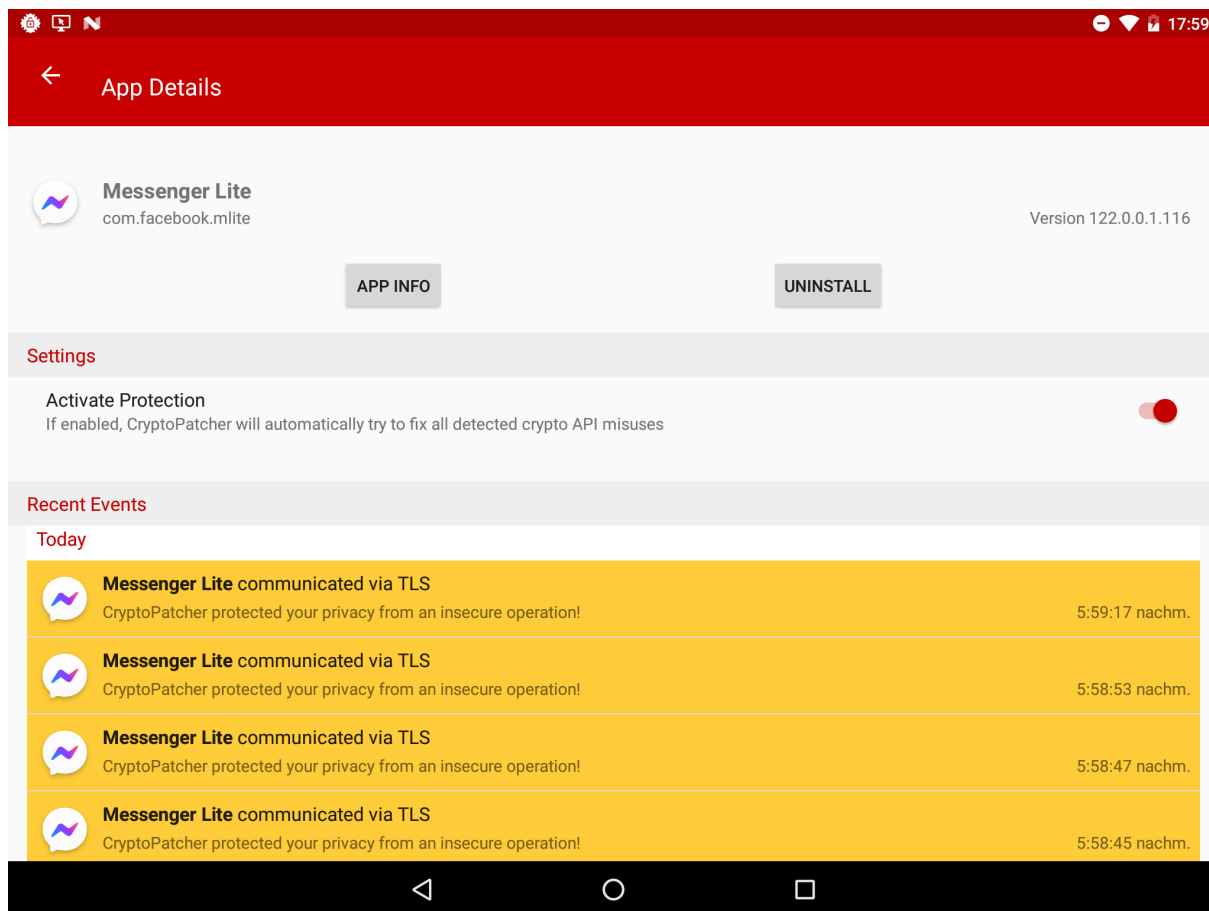 17:59
App Details
Messenger Lite
com.facebook.mlite
Version 122.0.0.1.116
APP INFO
UNINSTALL
Settings
Activate Protection
If enabled, CryptoPatcher will automatically try to fix all detected crypto API misuses
Recent Events
Today
Messenger Lite communicated via TLS
CryptoPatcher protected your privacy from an insecure operation!
5:59:17 nachm.
Messenger Lite communicated via TLS
CryptoPatcher protected your privacy from an insecure operation!
5:58:53 nachm.
Messenger Lite communicated via TLS
CryptoPatcher protected your privacy from an insecure operation!
5:58:47 nachm.
Messenger Lite communicated via TLS
CryptoPatcher protected your privacy from an insecure operation!
5:58:45 nachm.